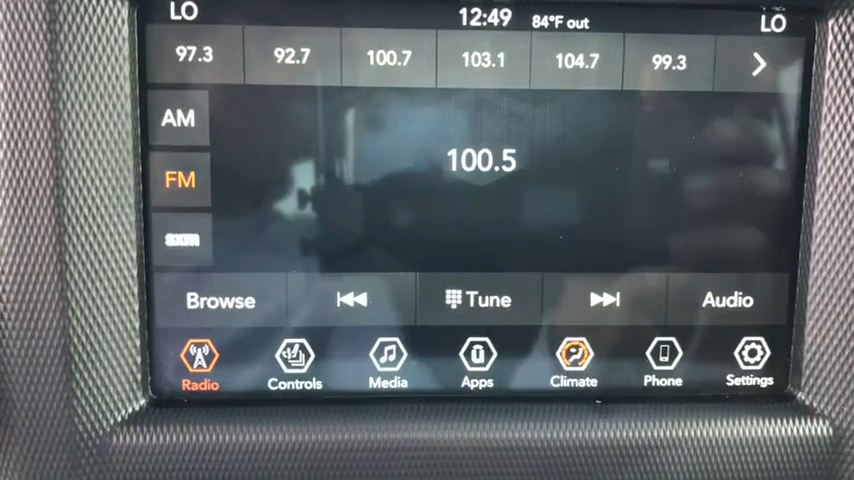 LO 12:49 84°F out LO
97.3 92.7 100.7 103.1 104.7 99.3
AM
100.5
FM
sxm
Browse Tune Audio
Radio Controls Media Apps Climate Phone Settings